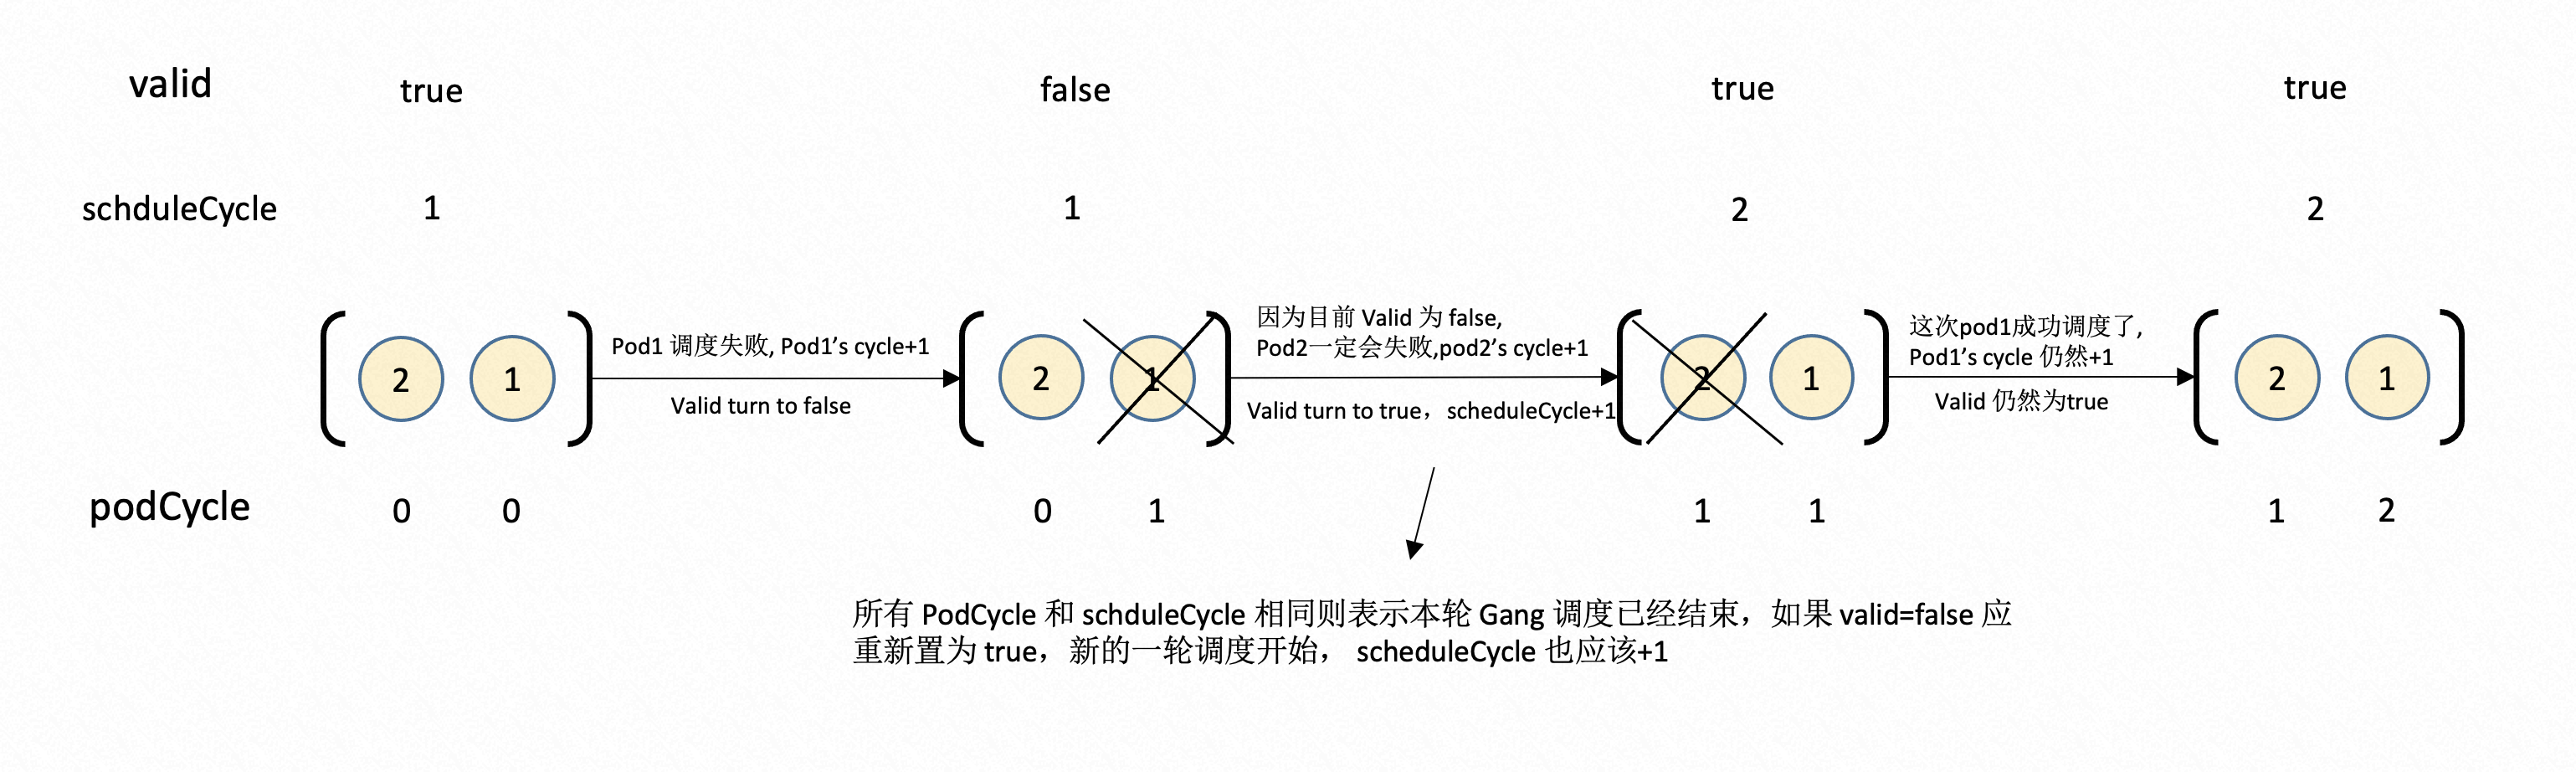 valid true false true true
schduleCycle 1 1 2 2
2 1
Pod1 调度失败, Pod1’s cycle+1
Valid turn to false
2 1
因为目前 Valid 为 false,
Pod2一定会失败,pod2’s cycle+1
Valid turn to true，scheduleCycle+1
2 1
这次pod1成功调度了,
Pod1’s cycle 仍然+1
Valid 仍然为true
2 1
podCycle 0 0 0 1 1 1 1 2
所有 PodCycle 和 schduleCycle 相同则表示本轮 Gang 调度已经结束，如果 valid=false 应
重新置为 true，新的一轮调度开始， scheduleCycle 也应该+1